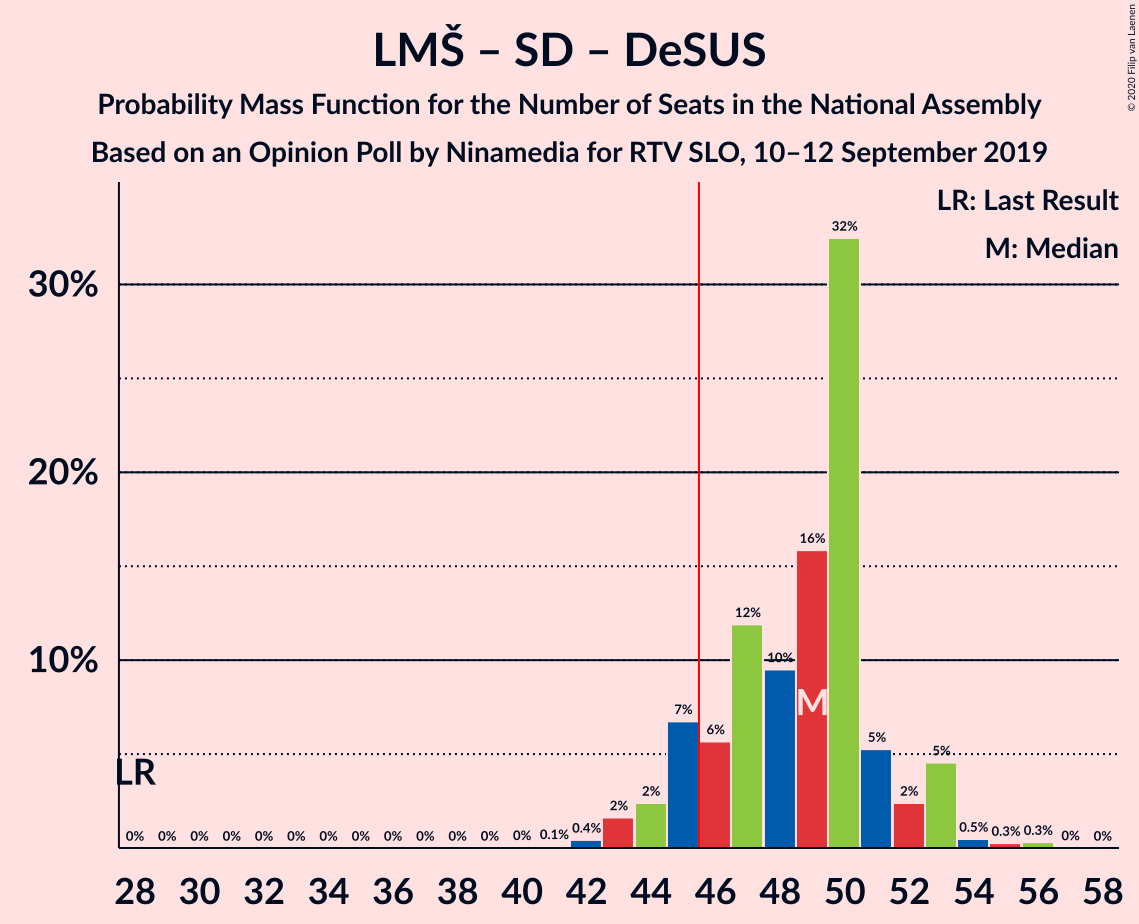 LMŠ – SD – DeSUS
Probability Mass Function for the Number of Seats in the National Assembly
Based on an Opinion Poll by Ninamedia for RTV SLO, 10–12 September 2019
© 2020 Filip van Laenen
LR: Last Result
M: Median
30%
20%
10%
LR
M
0% 0% 0% 0% 0% 0% 0% 0% 0% 0% 0% 0% 0% 0.1% 0.4% 2% 2% 7% 6% 12% 10% 16% 32% 5% 2% 5% 0.5% 0.3% 0.3% 0% 0%
28 30 32 34 36 38 40 42 44 46 48 50 52 54 56 58